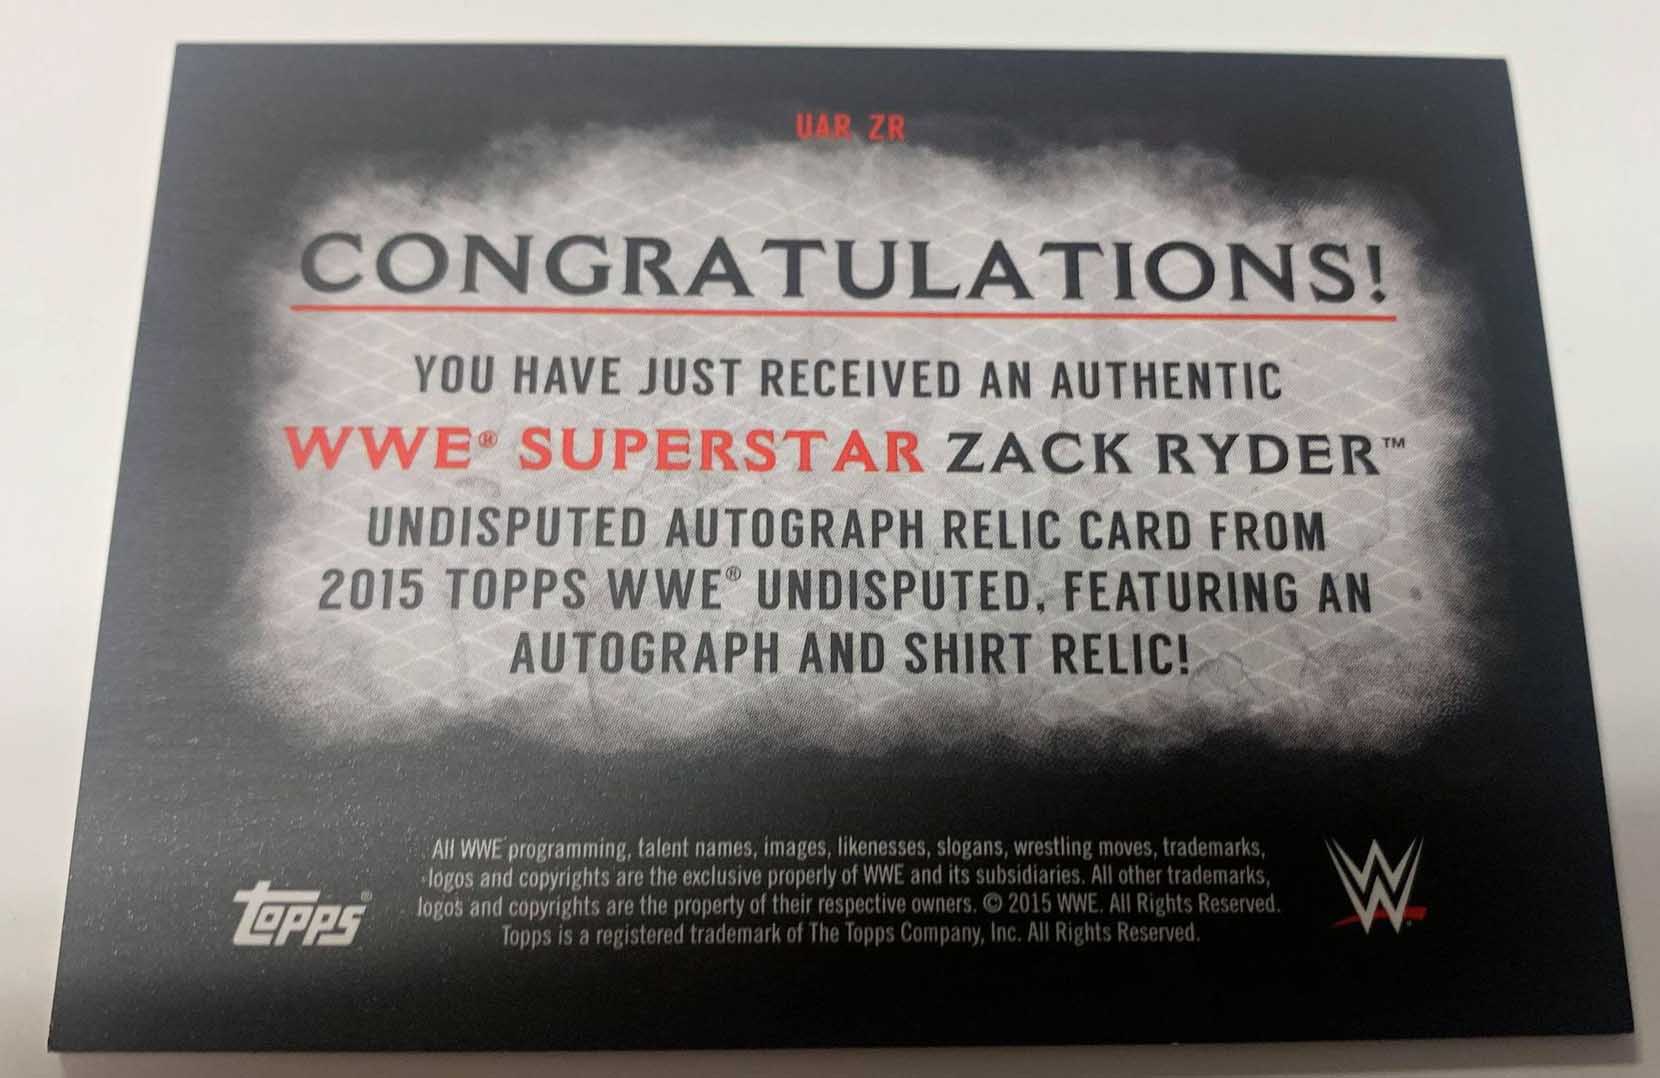 UAR ZR
CONGRATULATIONS!
YOU HAVE JUST RECEIVED AN AUTHENTIC
WWE® SUPERSTAR ZACK RYDER™
UNDISPUTED AUTOGRAPH RELIC CARD FROM
2015 TOPPS WWE® UNDISPUTED, FEATURING AN
AUTOGRAPH AND SHIRT RELIC!
All WWE programming, talent names, images, likenesses, slogans, wrestling moves, trademarks,
logos and copyrights are the exclusive property of WWE and its subsidiaries. All other trademarks,
logos and copyrights are the property of their respective owners. © 2015 WWE. All Rights Reserved.
Topps is a registered trademark of The Topps Company, Inc. All Rights Reserved.
Topps®
W